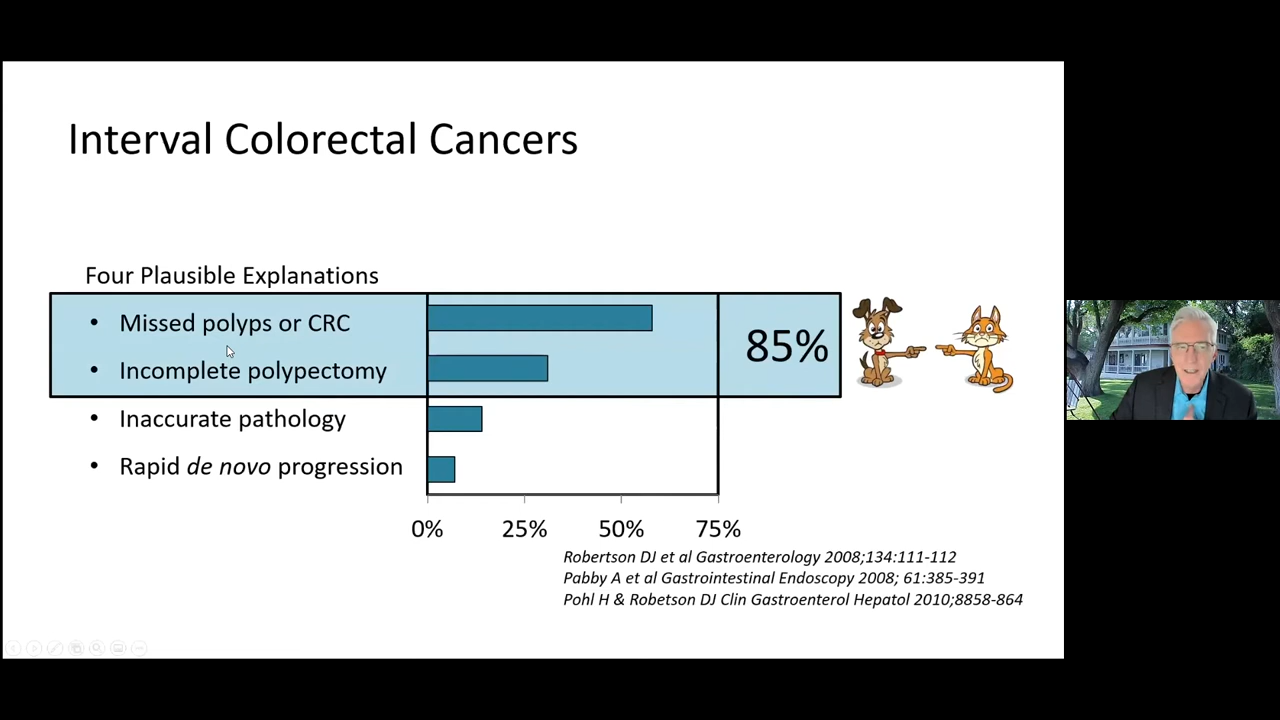 Interval Colorectal Cancers
Four Plausible Explanations
• Missed polyps or CRC
• Incomplete polypectomy
85%
• Inaccurate pathology
• Rapid de novo progression
0% 25% 50% 75%
Robertson DJ et al Gastroenterology 2008;134:111-112
Pabby A et al Gastrointestinal Endoscopy 2008; 61:385-391
Pohl H & Robetson DJ Clin Gastroenterol Hepatol 2010;8858-864